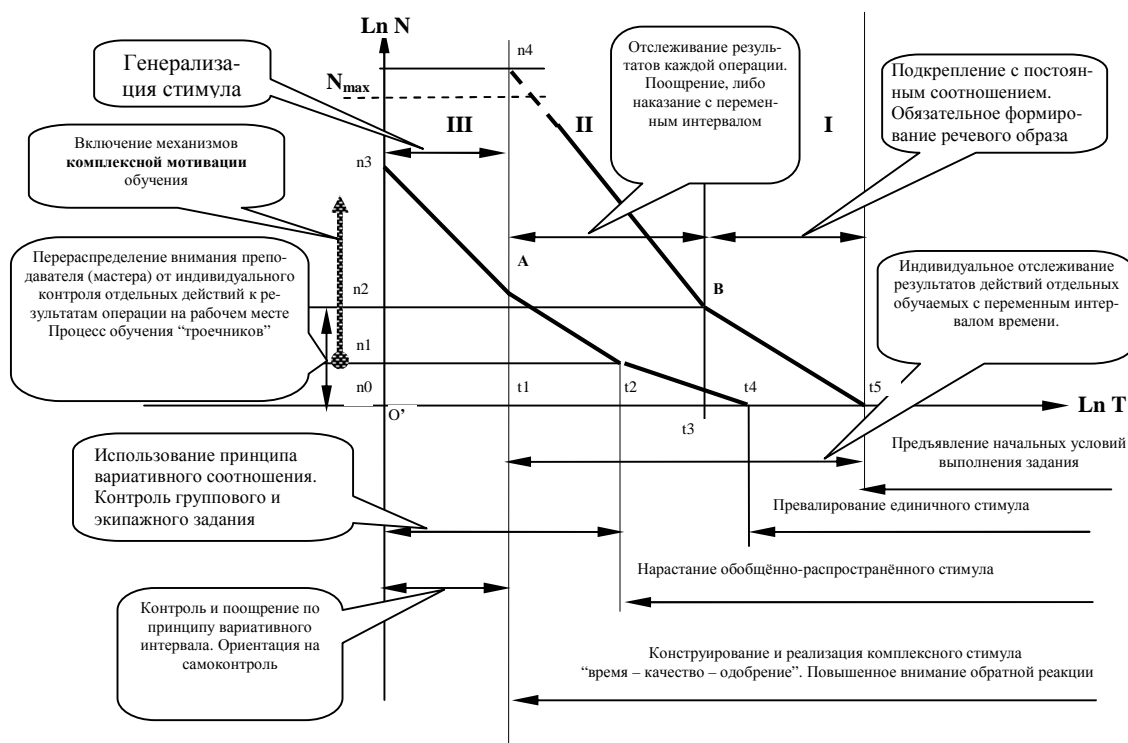 Ln N
n4
Генерализа-
ция стимула
Nmax
Отслеживание резуль-
татов каждой операции.
Поощрение, либо
наказание с перемен-
ным интервалом
Подкрепление с постоян-
ным соотношением.
Обязательное формиро-
вание речевого образа
III
II
I
Включение механизмов
комплексной мотивации
обучения
n3
Перераспределение внимания препо-
давателя (мастера) от индивидуального
контроля отдельных действий к ре-
зультатам операции на рабочем месте
Процесс обучения “троечников”
A
n2
B
Индивидуальное отслеживание
результатов действий отдельных
обучаемых с переменным интер-
валом времени.
n1
n0
t1
t2
t4
t5
O’
t3
Ln T
Использование принципа
вариативного соотношения.
Контроль группового и
экипажного задания
Предъявление начальных условий
выполнения задания
Превалирование единичного стимула
Нарастание обобщённо-распространённого стимула
Контроль и поощрение по
принципу вариативного
интервала. Ориентация на
самоконтроль
Конструирование и реализация комплексного стимула
“время – качество – одобрение”. Повышенное внимание обратной реакции